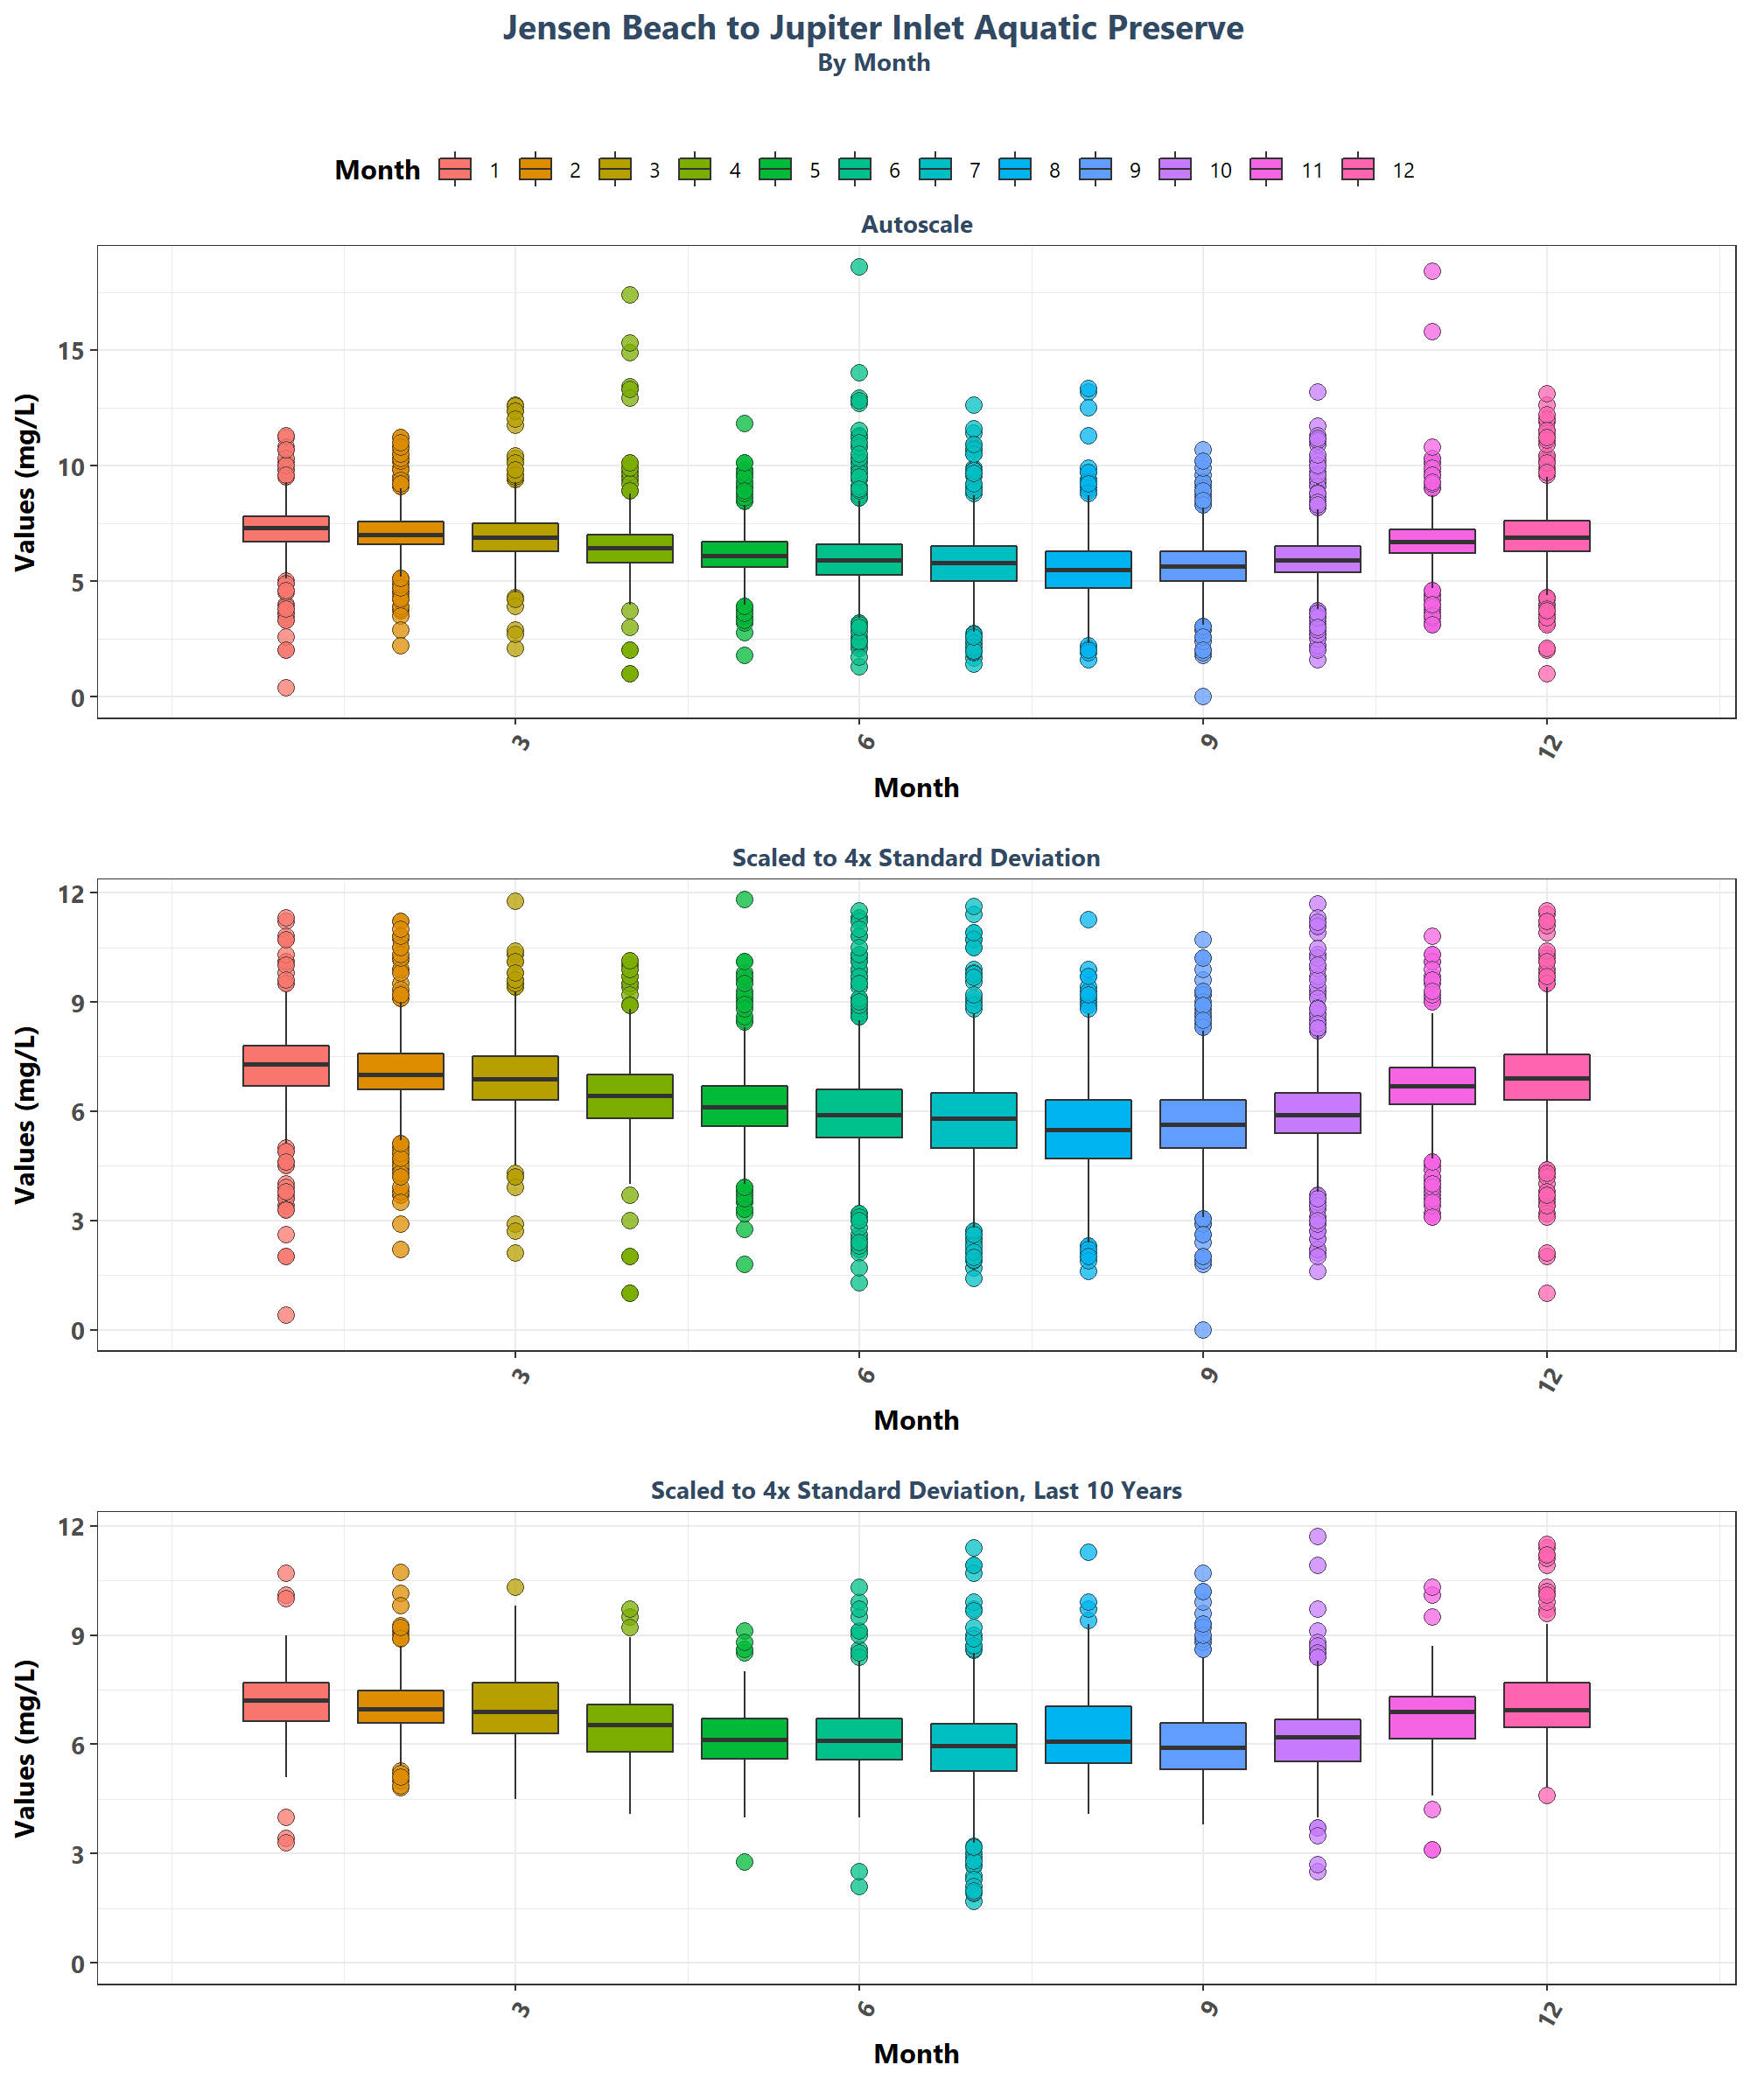 Jensen Beach to Jupiter Inlet Aquatic Preserve
By Month
Month 1 2 3 4 5 6 7 8 9 10 11 12
Autoscale
Values (mg/L)
15
10
5
0
3 6 9 12
Month
Scaled to 4x Standard Deviation
Values (mg/L)
12
9
6
3
0
3 6 9 12
Month
Scaled to 4x Standard Deviation, Last 10 Years
Values (mg/L)
12
9
6
3
0
3 6 9 12
Month